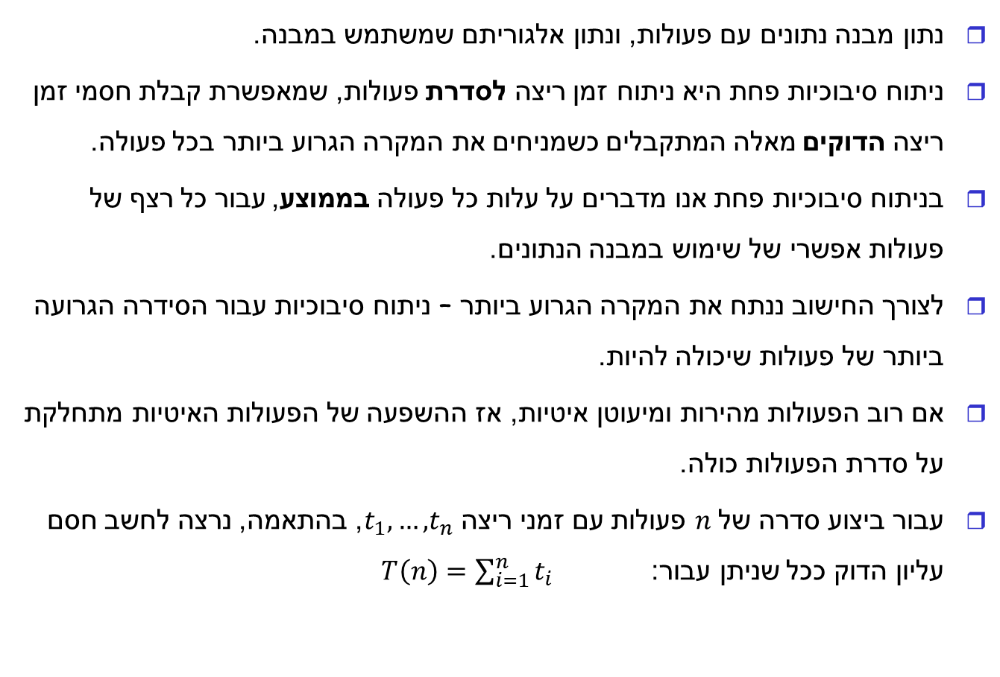 נתון מבנה נתונים עם פעולות, ונתון אלגוריתם שמשתמש במבנה.
ניתוח סיבוכיות פחת היא ניתוח זמן ריצה לסדרת פעולות, שמאפשרת קבלת חסמי זמן
ריצה הדוקים מאלה המתקבלים כשמניחים את המקרה הגרוע ביותר בכל פעולה.
בניתוח סיבוכיות פחת אנו מדברים על עלות כל פעולה בממוצע, עבור כל רצף של
פעולות אפשרי של שימוש במבנה הנתונים.
לצורך החישוב ננתח את המקרה הגרוע ביותר – ניתוח סיבוכיות עבור הסידרה הגרועה
ביותר של פעולות שיכולה להיות.
אם רוב הפעולות מהירות ומיעוטן איטיות, אז ההשפעה של הפעולות האיטיות מתחלקת
על סדרת הפעולות כולה.
עבור ביצוע סדרה של n פעולות עם זמני ריצה t₁, …,tₙ, בהתאמה, נרצה לחשב חסם
עליון הדוק ככל שניתן עבור: T(n) = ∑ⁿᵢ₌₁ tᵢ